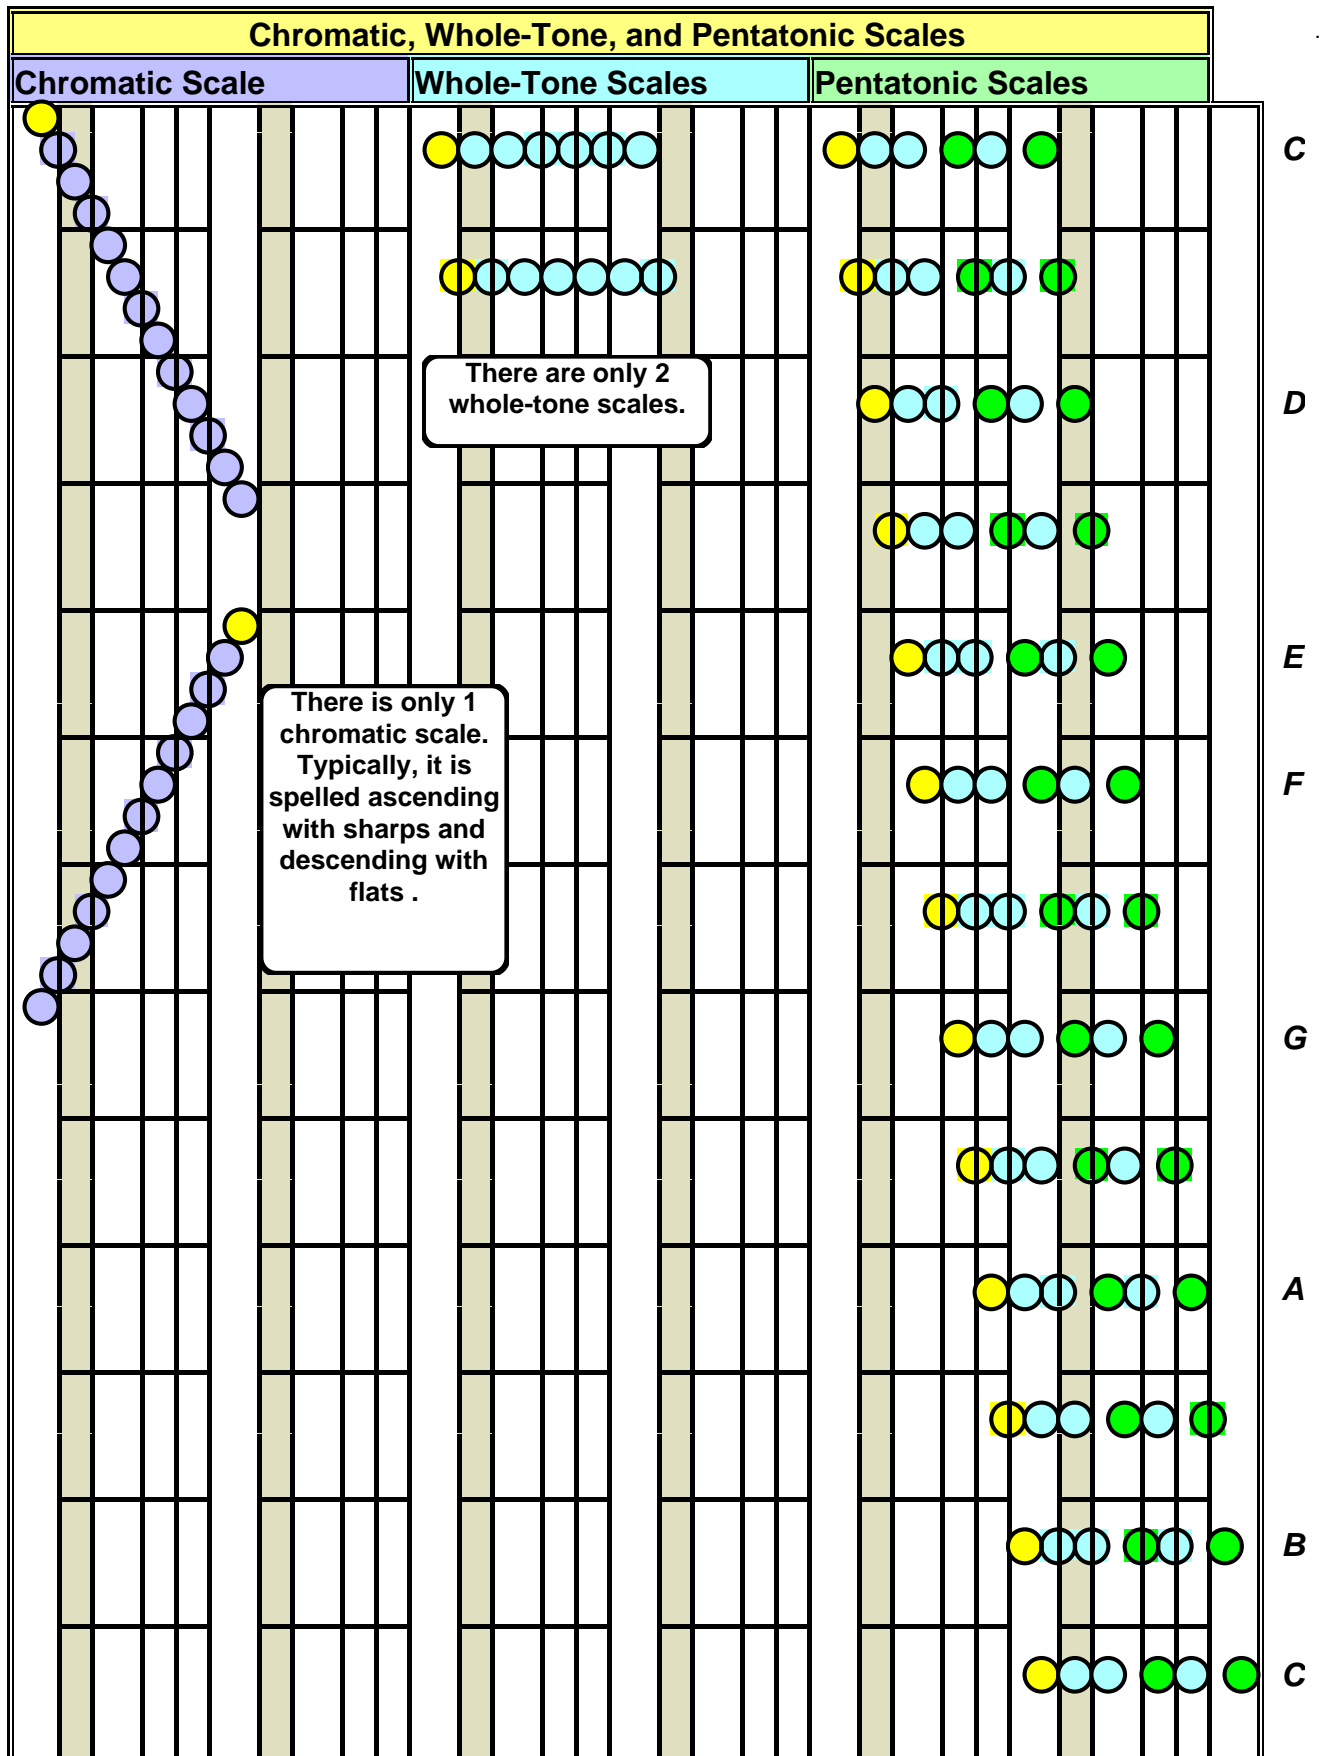 Chromatic, Whole-Tone, and Pentatonic Scales
Chromatic Scale
Whole-Tone Scales
Pentatonic Scales
C
There are only 2
whole-tone scales.
D
E
There is only 1
chromatic scale.
Typically, it is
spelled ascending
with sharps and
descending with
flats .
F
G
A
B
C